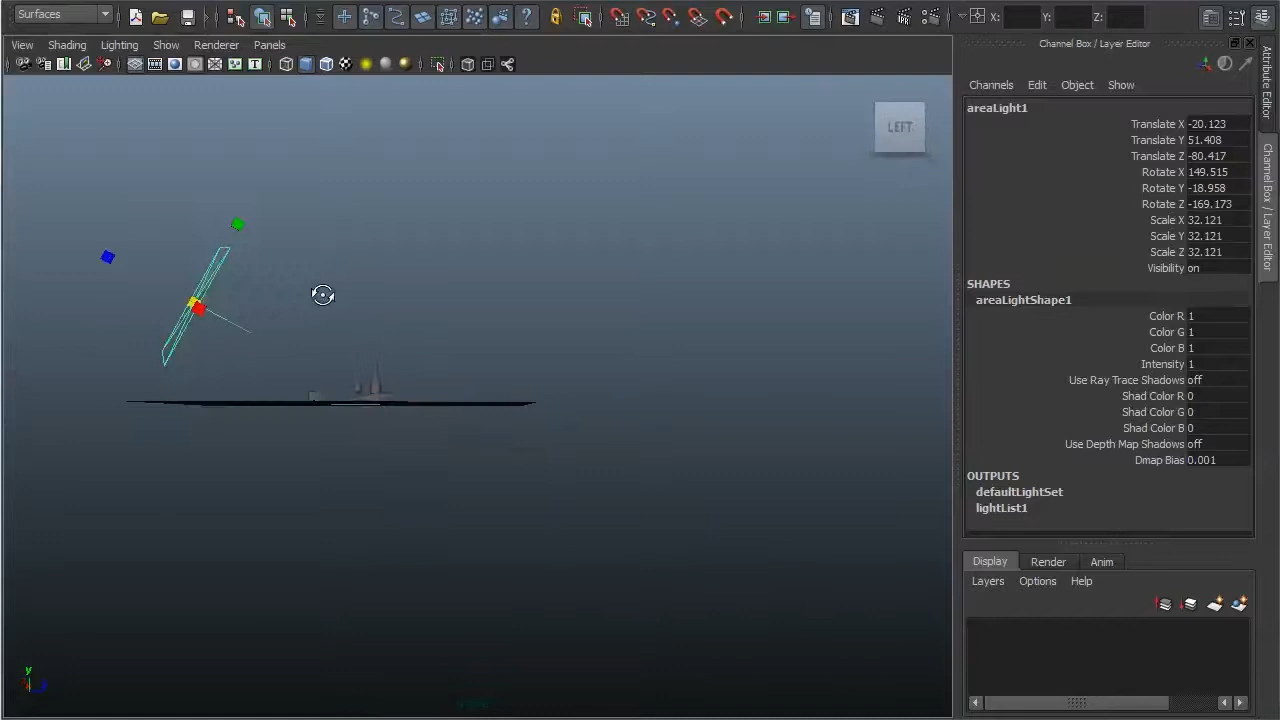 Surfaces
X:
Y:
Z:
View Shading Lighting Show Renderer Panels
Channel Box / Layer Editor
Channels Edit Object Show
areaLight1
Translate X -20.123
Translate Y 51.408
Translate Z -80.417
Rotate X 149.515
Rotate Y -18.958
Rotate Z -169.173
Scale X 32.121
Scale Y 32.121
Scale Z 32.121
Visibility on
SHAPES
areaLightShape1
Color R 1
Color G 1
Color B 1
Intensity 1
Use Ray Trace Shadows off
Shad Color R 0
Shad Color G 0
Shad Color B 0
Use Depth Map Shadows off
Dmap Bias 0.001
OUTPUTS
defaultLightSet
lightList1
Display Render Anim
Layers Options Help
Attribute Editor
Channel Box / Layer Editor
LEFT
y